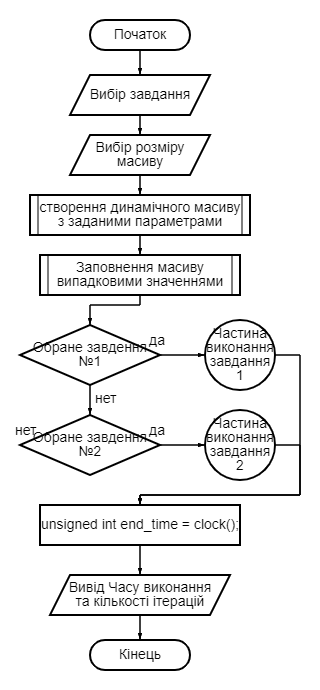 Початок
Вибір завдання
Вибір розміру
масиву
створення динамічного масиву
з заданими параметрами
Заповнення масиву
випадковими значеннями
Обране завдення
№1
да
Частина
виконання
завдання
1
нет
нет
Обране завдення
№2
да
Частина
виконання
завдання
2
unsigned int end_time = clock();
Вивід Часу виконання
та кількості ітерацій
Кінець